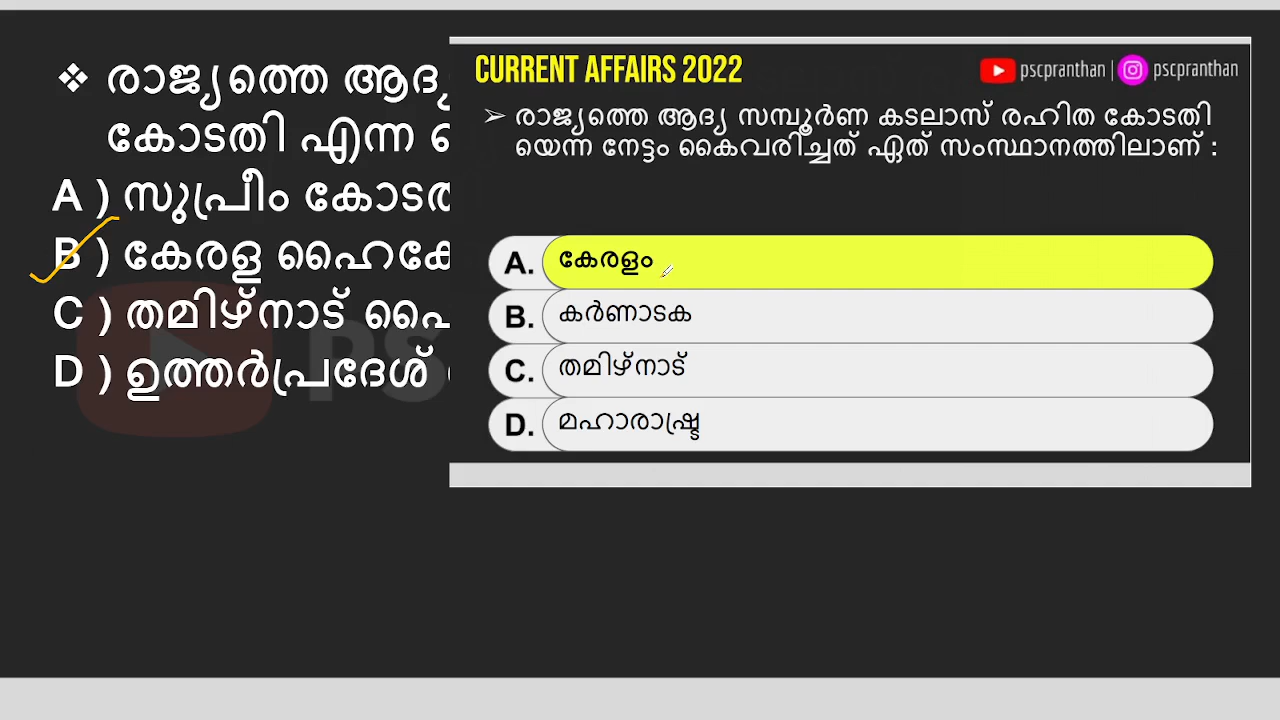 ❖ രാജ്യത്തെ ആദ്യ
കോടതി എന്ന
A ) സുപ്രീം
B ) കേരള
C ) തമിഴ്നാട്
D ) ഉത്തർപ്രദേശ്
CURRENT AFFAIRS 2022
pscpranthan | pscpranthan
➢ രാജ്യത്തെ ആദ്യ സമ്പൂർണ കടലാസ് രഹിത കോടതി
യെന്ന നേട്ടം കൈവരിച്ചത് ഏത് സംസ്ഥാനത്തിലാണ് :
A. കേരളം
B. കർണാടക
C. തമിഴ്നാട്
D. മഹാരാഷ്ട്ര
PS